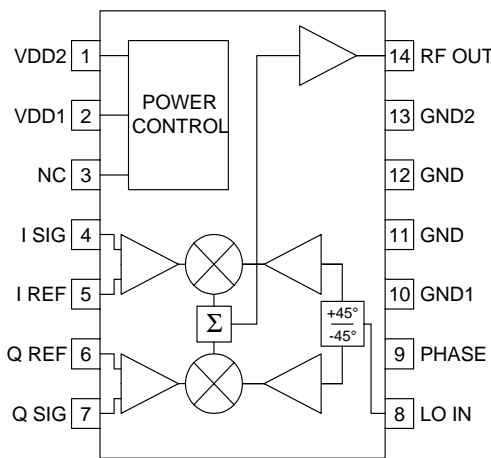 VDD2 1
VDD1 2
NC 3
I SIG 4
I REF 5
Q REF 6
Q SIG 7
POWER
CONTROL
Σ
+45°
-45°
14 RF OUT
13 GND2
12 GND
11 GND
10 GND1
9 PHASE
8 LO IN